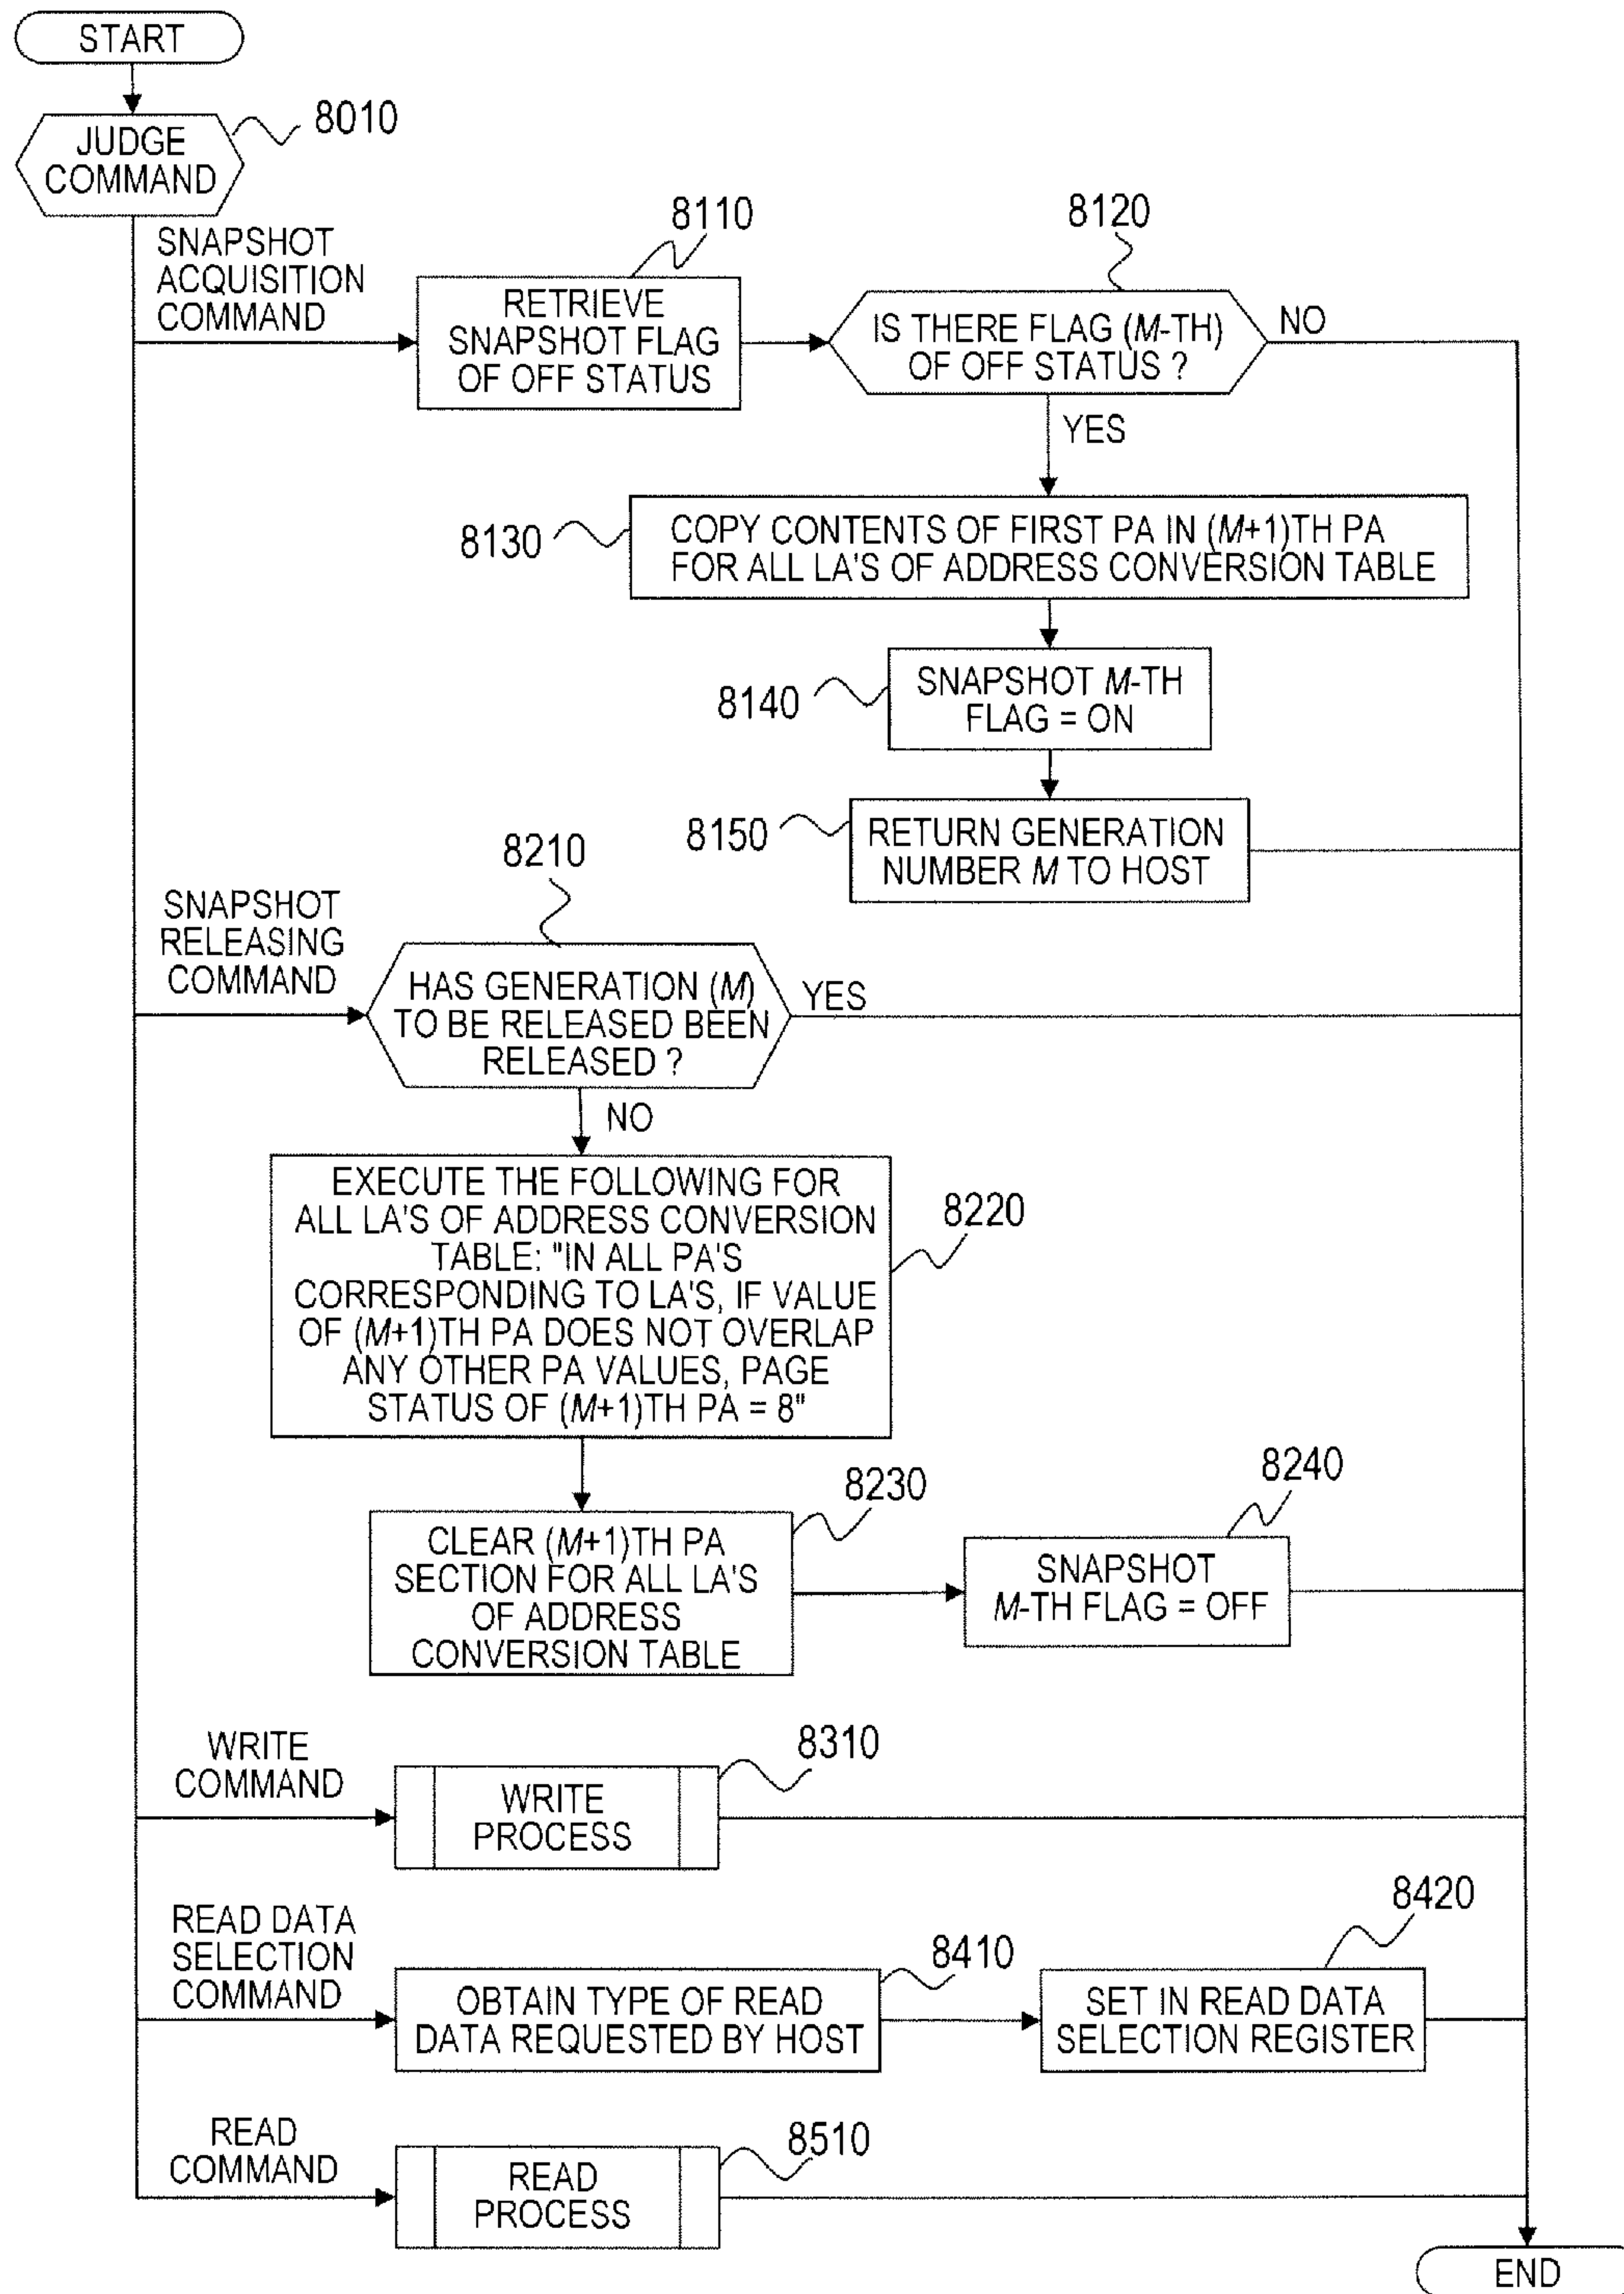 START
JUDGE
COMMAND
8010
SNAPSHOT
ACQUISITION
COMMAND
8110
RETRIEVE
SNAPSHOT FLAG
OF OFF STATUS
8120
IS THERE FLAG (M-TH)
OF OFF STATUS ?
NO
YES
8130
COPY CONTENTS OF FIRST PA IN (M+1)TH PA
FOR ALL LA'S OF ADDRESS CONVERSION TABLE
8140
SNAPSHOT M-TH
FLAG = ON
8150
RETURN GENERATION
NUMBER M TO HOST
SNAPSHOT
RELEASING
COMMAND
8210
HAS GENERATION (M)
TO BE RELEASED BEEN
RELEASED ?
YES
NO
8220
EXECUTE THE FOLLOWING FOR
ALL LA'S OF ADDRESS CONVERSION
TABLE: "IN ALL PA'S
CORRESPONDING TO LA'S, IF VALUE
OF (M+1)TH PA DOES NOT OVERLAP
ANY OTHER PA VALUES, PAGE
STATUS OF (M+1)TH PA = 8"
8230
CLEAR (M+1)TH PA
SECTION FOR ALL LA'S
OF ADDRESS
CONVERSION TABLE
8240
SNAPSHOT
M-TH FLAG = OFF
WRITE
COMMAND
8310
WRITE
PROCESS
READ DATA
SELECTION
COMMAND
8410
OBTAIN TYPE OF READ
DATA REQUESTED BY HOST
8420
SET IN READ DATA
SELECTION REGISTER
READ
COMMAND
8510
READ
PROCESS
END